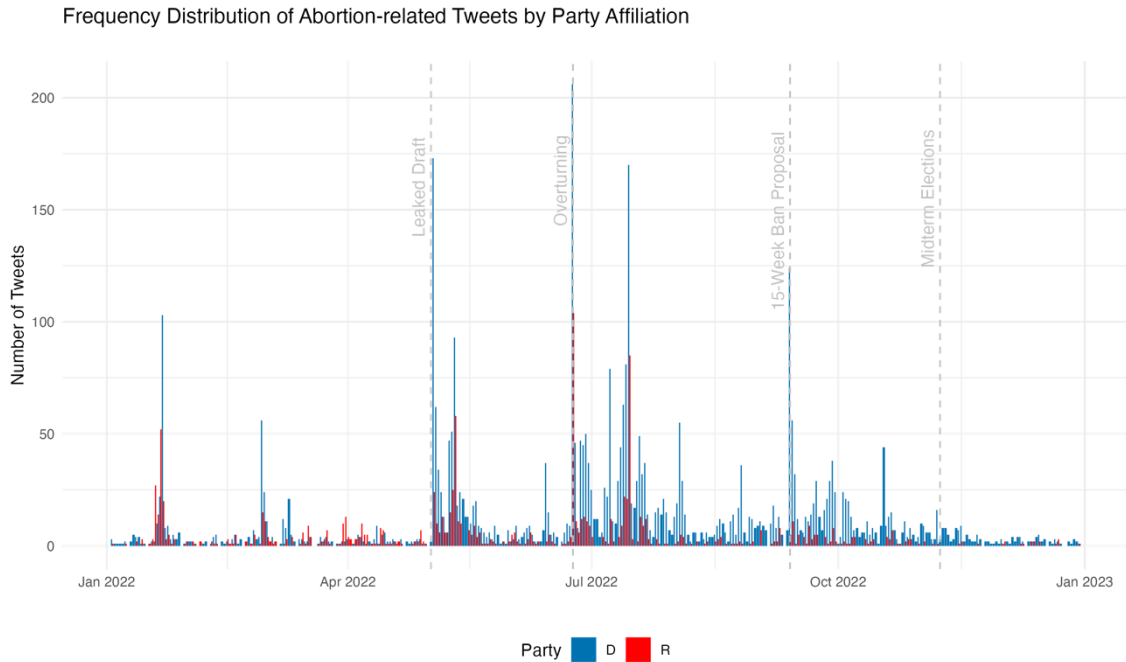 Frequency Distribution of Abortion-related Tweets by Party Affiliation
Number of Tweets
200
150
100
50
0
Leaked Draft
Overturning
15-Week Ban Proposal
Midterm Elections
Jan 2022
Apr 2022
Jul 2022
Oct 2022
Jan 2023
Party
D
R